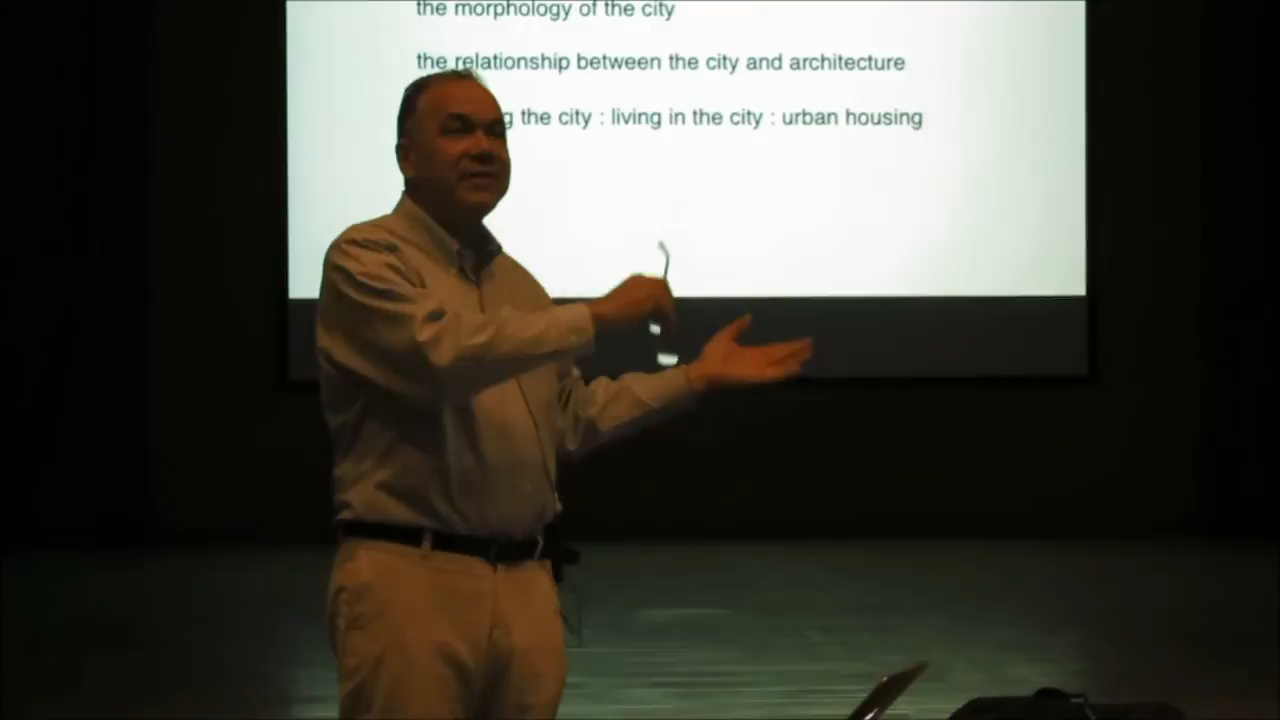 the morphology of the city
the relationship between the city and architecture
the city : living in the city : urban housing